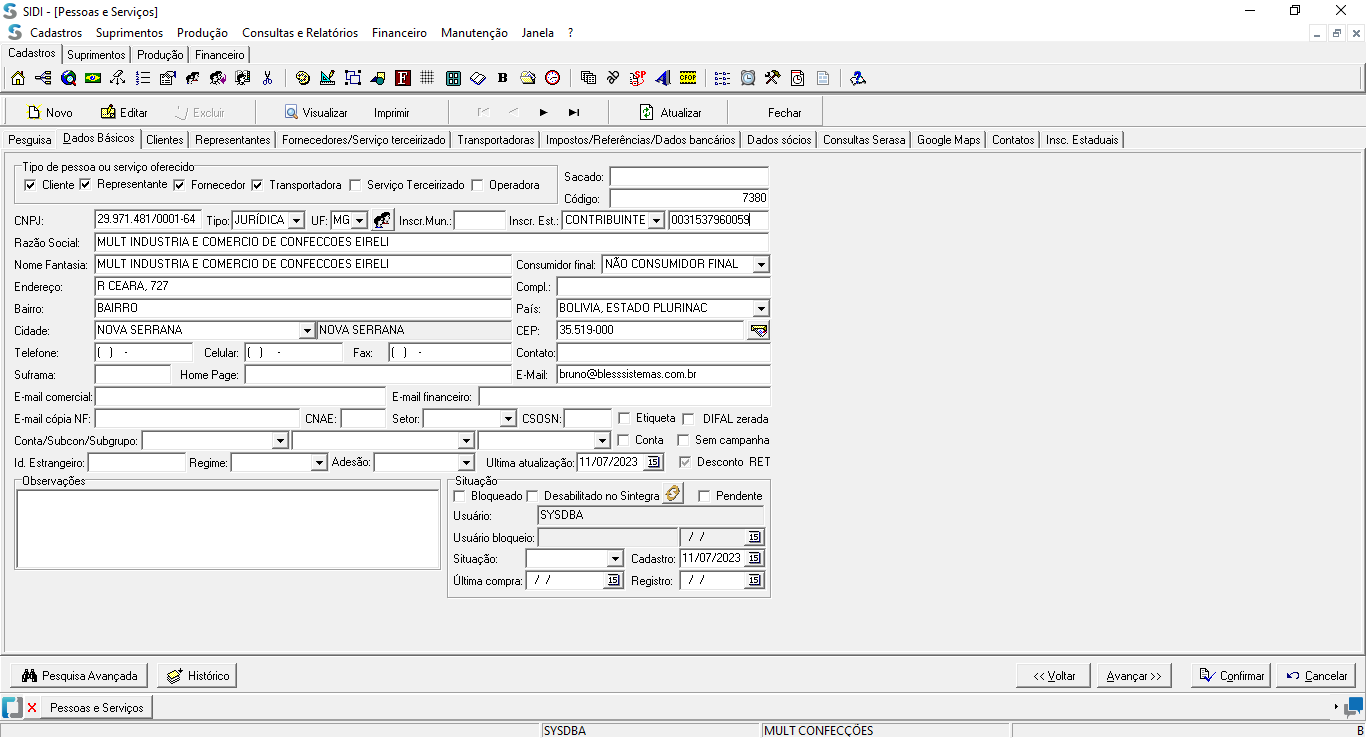 SIDI - [Pessoas e Serviços]
Cadastros Suprimentos Produção Consultas e Relatórios Financeiro Manutenção Janela ?
Cadastros Suprimentos Produção Financeiro
Novo Editar Excluir Visualizar Imprimir Atualizar Fechar
Pesquisa Dados Básicos Clientes Representantes Fornecedores/Serviço terceirizado Transportadoras Impostos/Referências/Dados bancários Dados sócios Consultas Serasa Google Maps Contatos Insc. Estaduais
Tipo de pessoa ou serviço oferecido
Cliente Representante Fornecedor Transportadora Serviço Terceirizado Operadora
Sacado:
Código: 7380
CNPJ: 29.971.481/0001-64 Tipo: JURÍDICA UF: MG Inscr.Mun.: Inscr. Est.: CONTRIBUINTE 0031537960059
Razão Social: MULT INDUSTRIA E COMERCIO DE CONFECCOES EIRELI
Nome Fantasia: MULT INDUSTRIA E COMERCIO DE CONFECCOES EIRELI Consumidor final: NÃO CONSUMIDOR FINAL
Endereço: R CEARA, 727 Compl.:
Bairro: BAIRRO País: BOLIVIA, ESTADO PLURINAC
Cidade: NOVA SERRANA NOVA SERRANA CEP: 35.519-000
Telefone: ( ) - Celular: ( ) - Fax: ( ) - Contato:
Suframa: Home Page: E-Mail: bruno@blesssistemas.com.br
E-mail comercial: E-mail financeiro:
E-mail cópia NF: CNAE: Setor: CSOSN: Etiqueta DIFAL zerada
Conta/Subcon/Subgrupo: Conta Sem campanha
Id. Estrangeiro: Regime: Adesão: Ultima atualização: 11/07/2023 15 Desconto RET
Observações
Situação
Bloqueado Desabilitado no Sintegra Pendente
Usuário: SYSDBA
Usuário bloqueio: / / 15
Situação: Cadastro: 11/07/2023 15
Última compra: / / 15 Registro: / / 15
Pesquisa Avançada Histórico << Voltar Avançar >> Confirmar Cancelar
Pessoas e Serviços
SYSDBA MULT CONFECÇÕES B